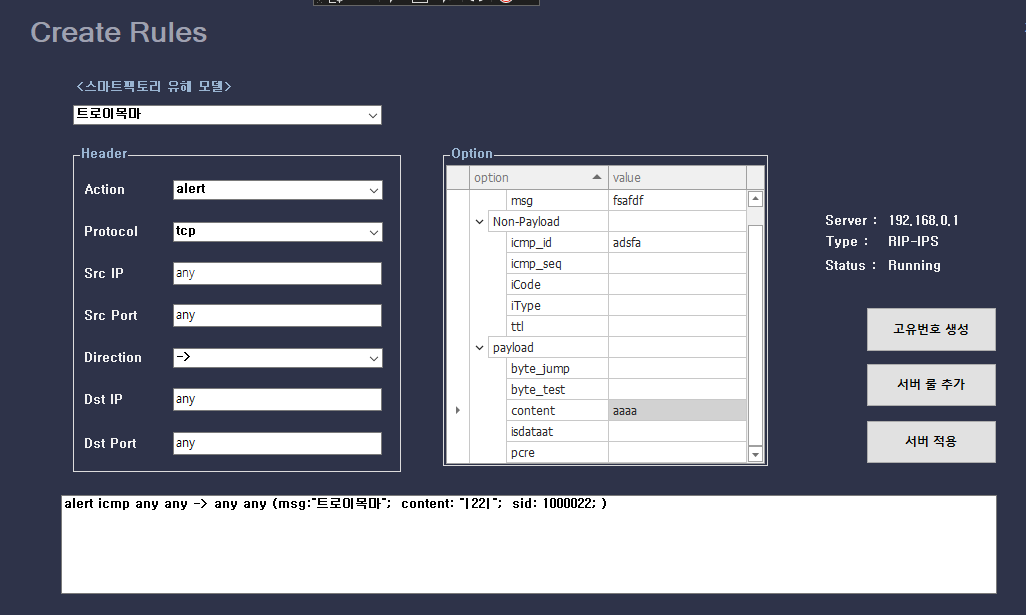 Create Rules
<스마트팩토리 유해 모델>
트로이목마
Header
Action alert
Protocol tcp
Src IP any
Src Port any
Direction ->
Dst IP any
Dst Port any
Option
option value
msg fsafdf
Non-Payload
icmp_id adsfa
icmp_seq
iCode
iType
ttl
payload
byte_jump
byte_test
content aaaa
isdataat
pcre
Server : 192.168.0.1
Type : RIP-IPS
Status : Running
고유번호 생성
서버 룰 추가
서버 적용
alert icmp any any -> any any (msg:"트로이목마"; content: "|22|"; sid: 1000022; )